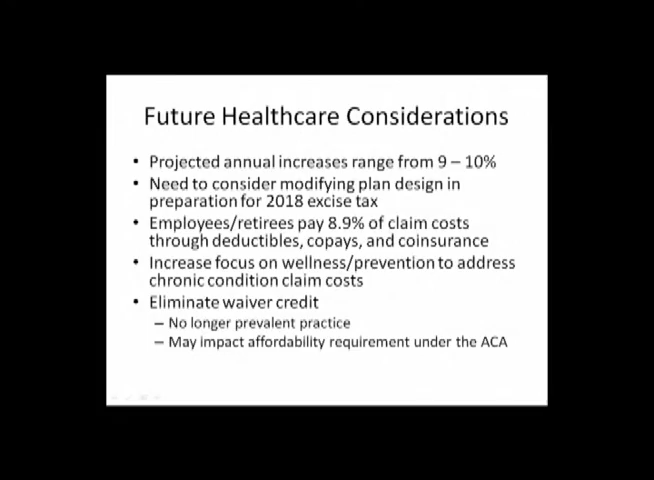 Future Healthcare Considerations
• Projected annual increases range from 9 – 10%
• Need to consider modifying plan design in
preparation for 2018 excise tax
• Employees/retirees pay 8.9% of claim costs
through deductibles, copays, and coinsurance
• Increase focus on wellness/prevention to address
chronic condition claim costs
• Eliminate waiver credit
– No longer prevalent practice
– May impact affordability requirement under the ACA